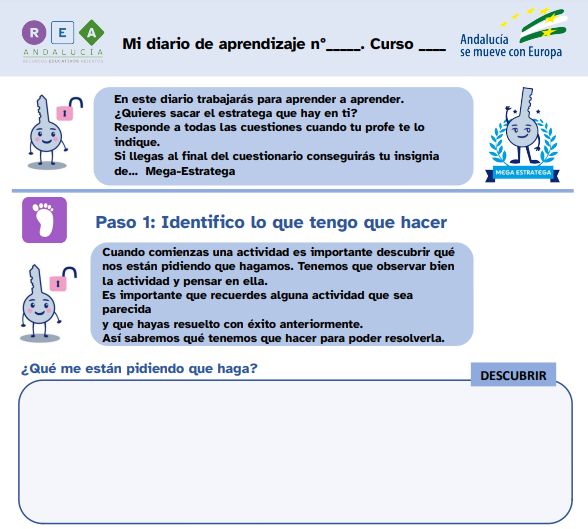 R E A
ANDALUCÍA
RECURSOS EDUCATIVOS ABIERTOS
Mi diario de aprendizaje nº_____. Curso ____
Andalucía
se mueve con Europa
En este diario trabajarás para aprender a aprender.
¿Quieres sacar el estratega que hay en ti?
Responde a todas las cuestiones cuando tu profe te lo
indique.
Si llegas al final del cuestionario conseguirás tu insignia
de... Mega-Estratega
MEGA ESTRATEGA
Paso 1: Identifico lo que tengo que hacer
Cuando comienzas una actividad es importante descubrir qué
nos están pidiendo que hagamos. Tenemos que observar bien
la actividad y pensar en ella.
Es importante que recuerdes alguna actividad que sea
parecida
y que hayas resuelto con éxito anteriormente.
Así sabremos qué tenemos que hacer para poder resolverla.
¿Qué me están pidiendo que haga?
DESCUBRIR